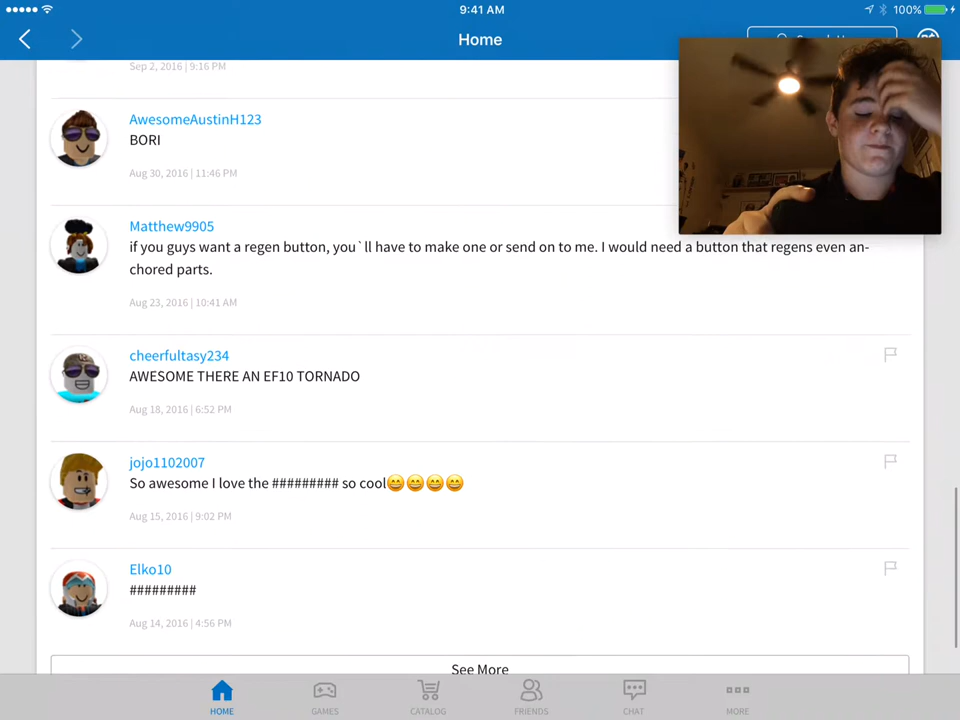 9:41 AM
100%
Home
Sep 2, 2016 | 9:16 PM
AwesomeAustinH123
BORI
Aug 30, 2016 | 11:46 PM
Matthew9905
if you guys want a regen button, you`ll have to make one or send on to me. I would need a button that regens even an-
chored parts.
Aug 23, 2016 | 10:41 AM
cheerfultasy234
AWESOME THERE AN EF10 TORNADO
Aug 18, 2016 | 6:52 PM
jojo1102007
So awesome I love the ######### so cool😄😄😄😄
Aug 15, 2016 | 9:02 PM
Elko10
#########
Aug 14, 2016 | 4:56 PM
See More
HOME GAMES CATALOG FRIENDS CHAT MORE